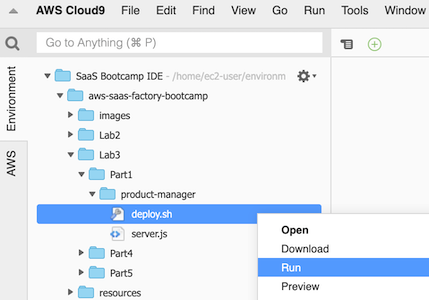 AWS Cloud9 File Edit Find View Go Run Tools Window
Go to Anything (⌘ P)
Environment
AWS
SaaS Bootcamp IDE - /home/ec2-user/environm
aws-saas-factory-bootcamp
images
Lab2
Lab3
Part1
product-manager
deploy.sh
server.js
Part4
Part5
resources
Open
Download
Run
Preview